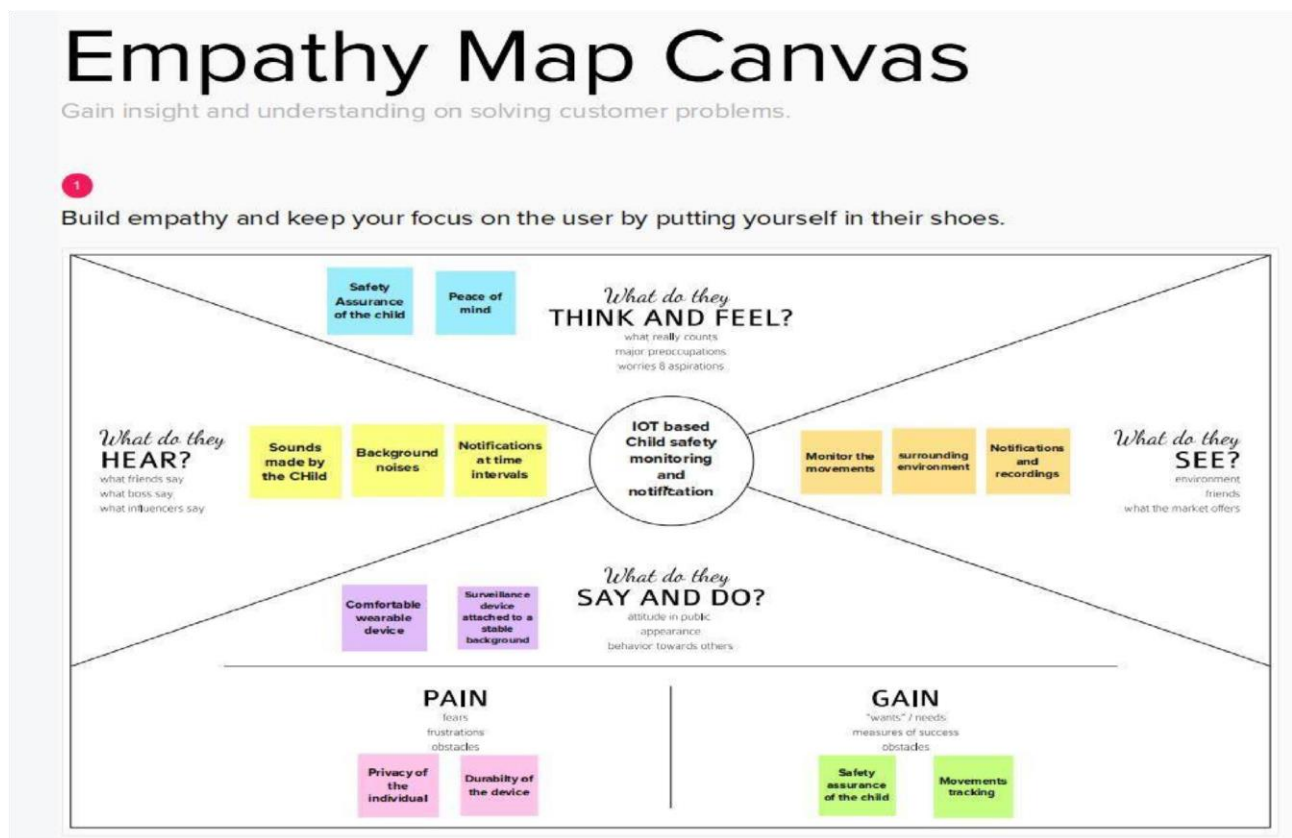 Empathy Map Canvas
Gain insight and understanding on solving customer problems.
1
Build empathy and keep your focus on the user by putting yourself in their shoes.
Safety
Assurance
of the child
Peace of
mind
What do they
THINK AND FEEL?
what really counts
major preoccupations
worries & aspirations
What do they
HEAR?
what friends say
what boss say
what influencers say
Sounds
made by
the CHild
Background
noises
Notifications
at time
intervals
IOT based
Child safety
monitoring
and
notification
Monitor the
movements
surrounding
environment
Notifications
and
recordings
What do they
SEE?
environment
friends
what the market offers
Comfortable
wearable
device
Surveillance
device
attached to a
stable
background
What do they
SAY AND DO?
attitude in public
appearance
behavior towards others
PAIN
fears
frustrations
obstacles
Privacy of
the
individual
Durabilty of
the device
GAIN
"wants" / needs
measures of success
obstacles
Safety
assurance
of the child
Movements
tracking